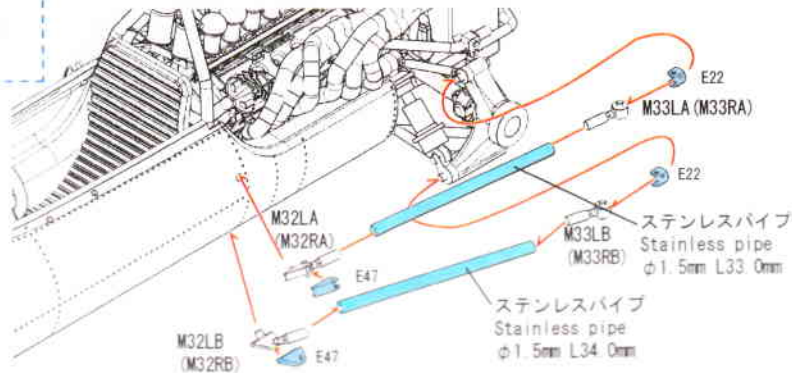 E22
M33LA (M33RA)
E22
M32LA
(M32RA)
M33LB
(M33RB)
ステンレスパイプ
Stainless pipe
φ1.5mm L33.0mm
E47
ステンレスパイプ
Stainless pipe
φ1.5mm L34.0mm
M32LB
(M32RB)
E47